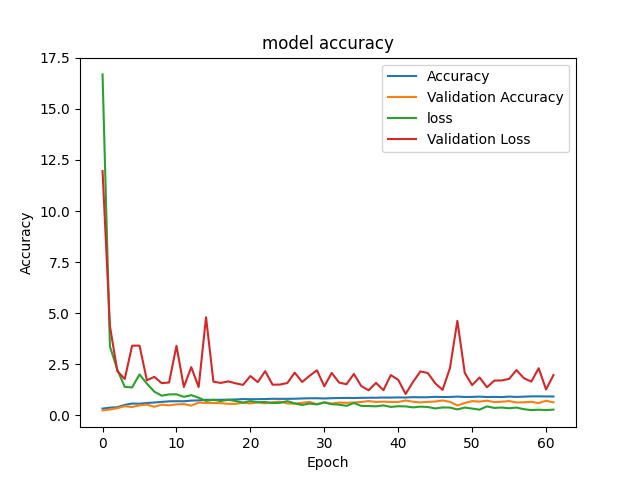 model accuracy
17.5
15.0
12.5
10.0
7.5
5.0
2.5
0.0
Accuracy
Accuracy
Validation Accuracy
loss
Validation Loss
0 10 20 30 40 50 60
Epoch